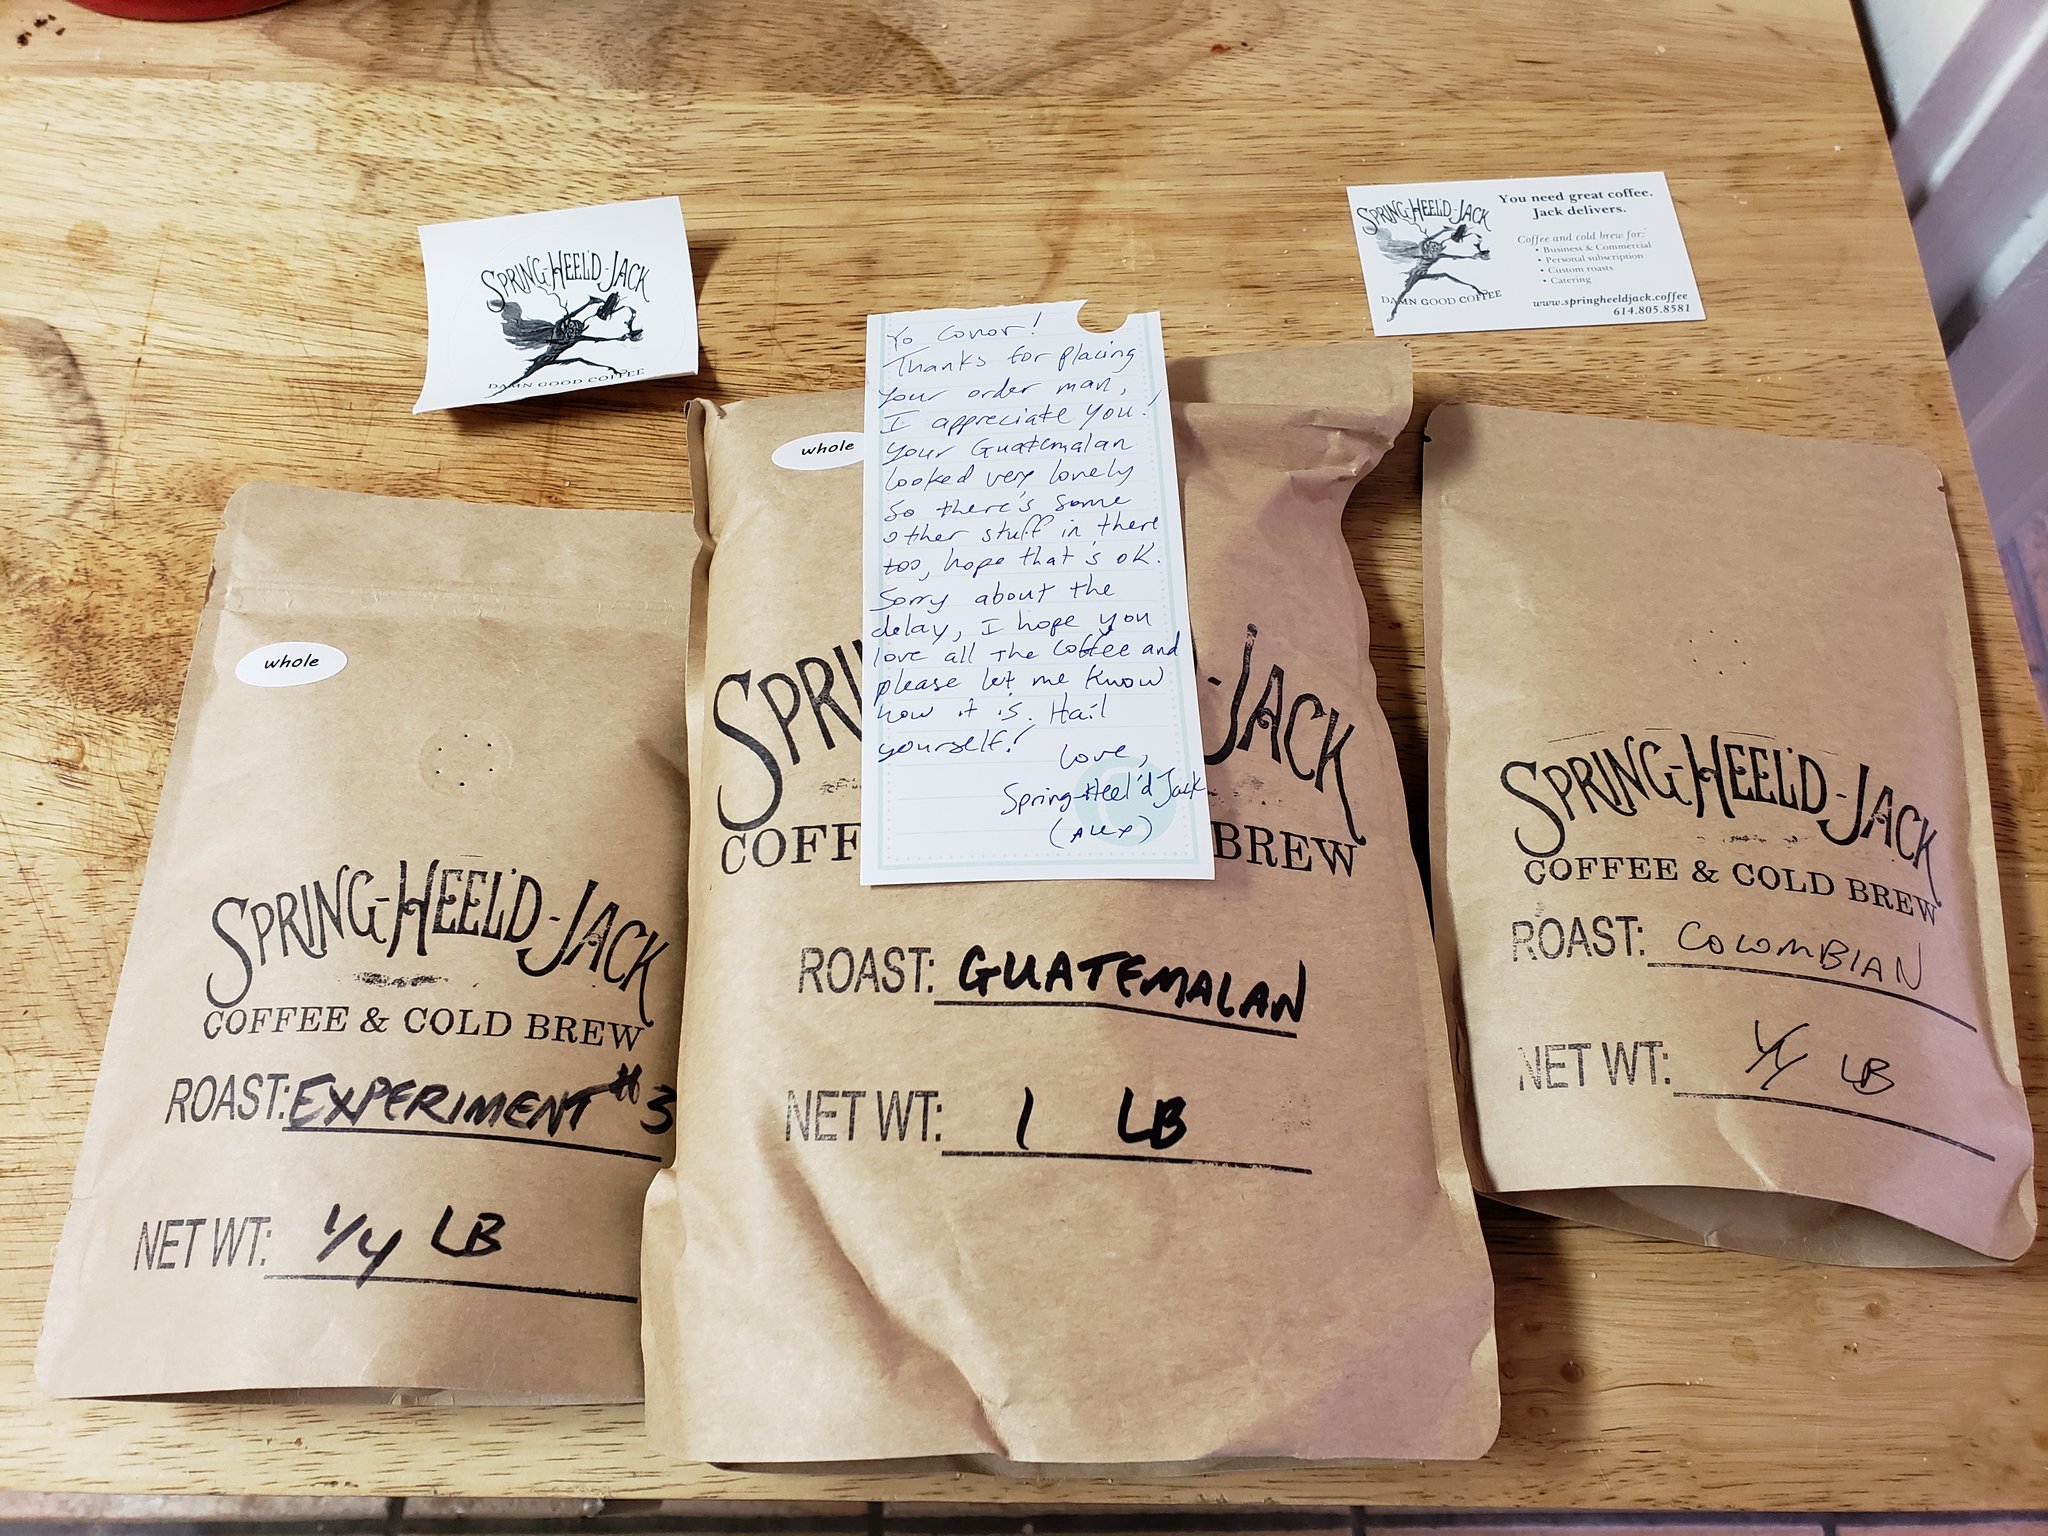 SPRING-HEEL'D-JACK
DAMN GOOD COFFEE
SPRING-HEEL'D-JACK
DAMN GOOD COFFEE
You need great coffee.
Jack delivers.
Coffee and cold brew for:
• Business & Commercial
• Personal subscription
• Custom roasts
• Catering
www.springheeldjack.coffee
614.805.8581
Yo Conor!
Thanks for placing
your order man,
I appreciate you!
Your Guatemalan
looked very lonely
so there's some
other stuff in there
too, hope that's ok.
Sorry about the
delay, I hope you
love all the coffee and
please let me know
how it is. Hail
yourself!
Love,
Spring-Heel'd Jack
(Alex)
whole
SPRING-HEEL'D-JACK
COFFEE & COLD BREW
ROAST: EXPERIMENT #3
NET WT: 1/4 LB
whole
SPRI -JACK
COFF BREW
ROAST: GUATEMALAN
NET WT: 1 LB
SPRING-HEEL'D-JACK
COFFEE & COLD BREW
ROAST: COLOMBIAN
NET WT: 1/4 LB